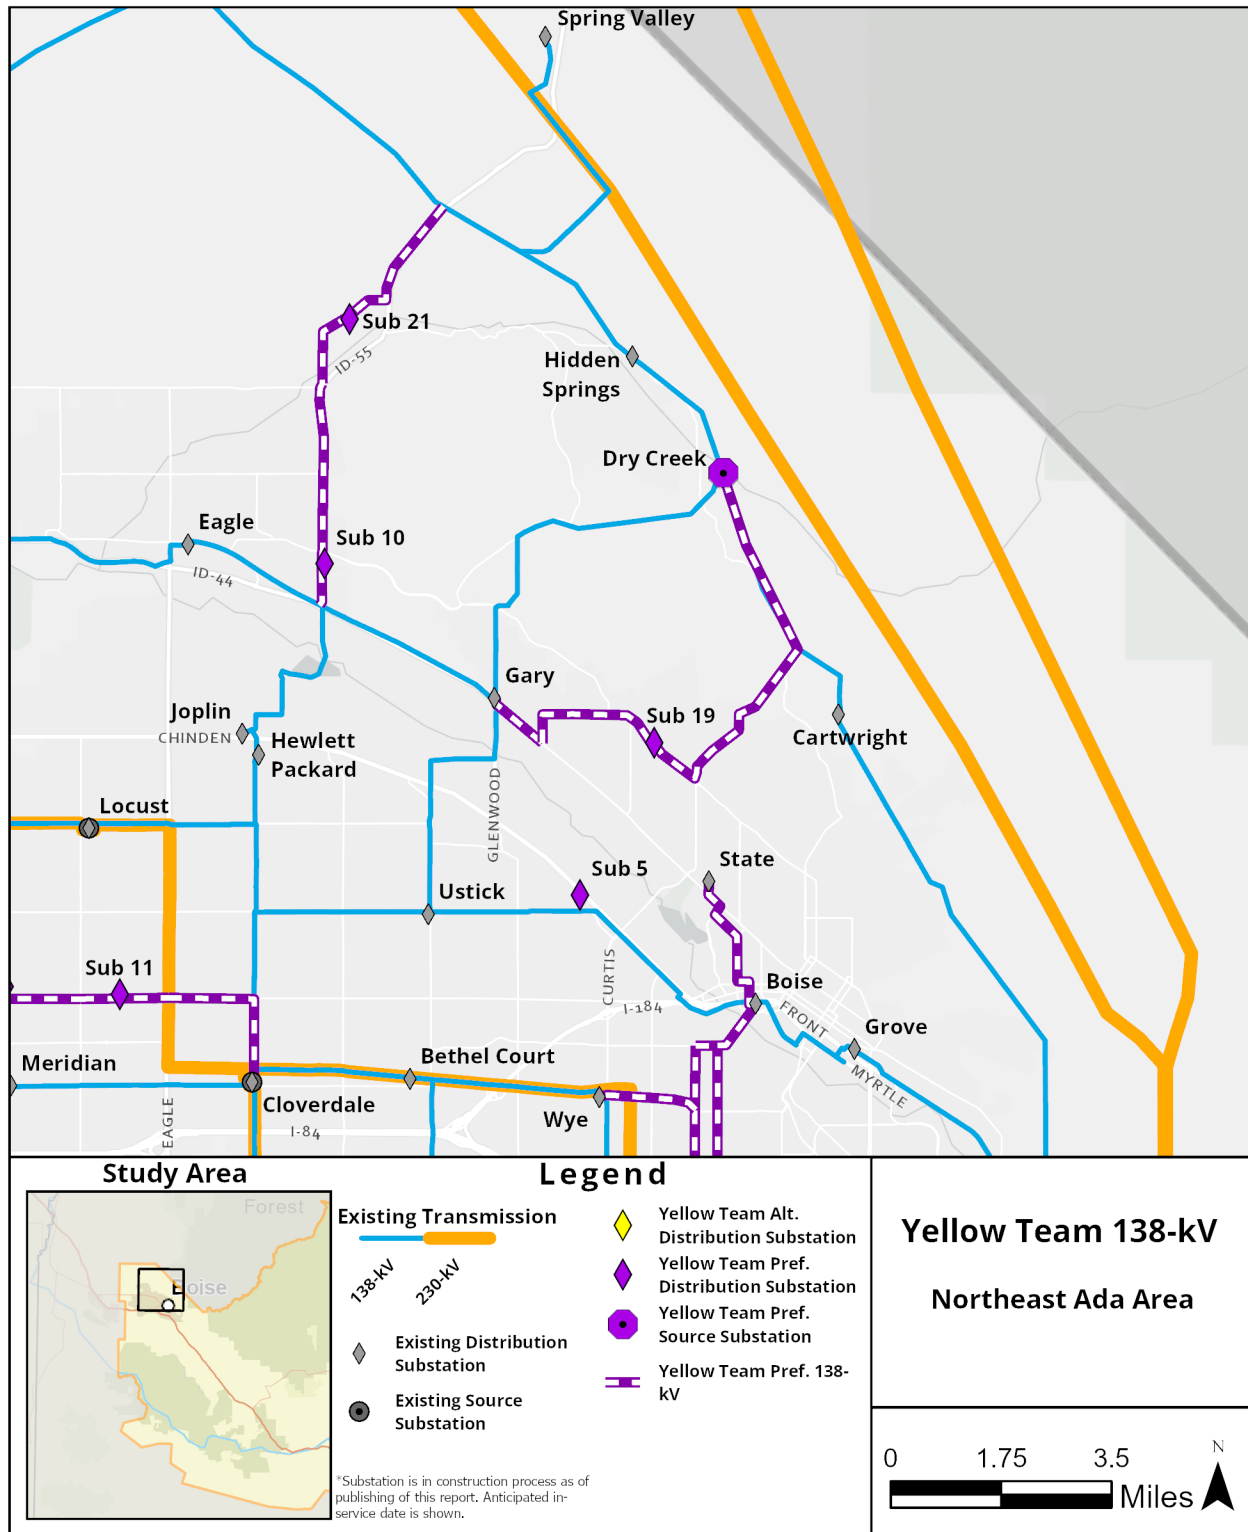 Spring Valley
Sub 21
ID-55
Hidden
Springs
Dry Creek
Eagle
Sub 10
ID-44
Gary
Joplin
Sub 19
CHINDEN
Hewlett
Packard
Cartwright
Locust
GLENWOOD
State
Sub 5
Ustick
Sub 11
CURTIS
Boise
I-184
FRONT
Grove
Meridian
Bethel Court
MYRTLE
Cloverdale
Wye
EAGLE
I-84
Study Area
Forest
Boise
Legend
Existing Transmission
138-kV
230-kV
Existing Distribution
Substation
Existing Source
Substation
*Substation is in construction process as of
publishing of this report. Anticipated in-
service date is shown.
Yellow Team Alt.
Distribution Substation
Yellow Team Pref.
Distribution Substation
Yellow Team Pref.
Source Substation
Yellow Team Pref. 138-
kV
Yellow Team 138-kV
Northeast Ada Area
0 1.75 3.5
Miles
N